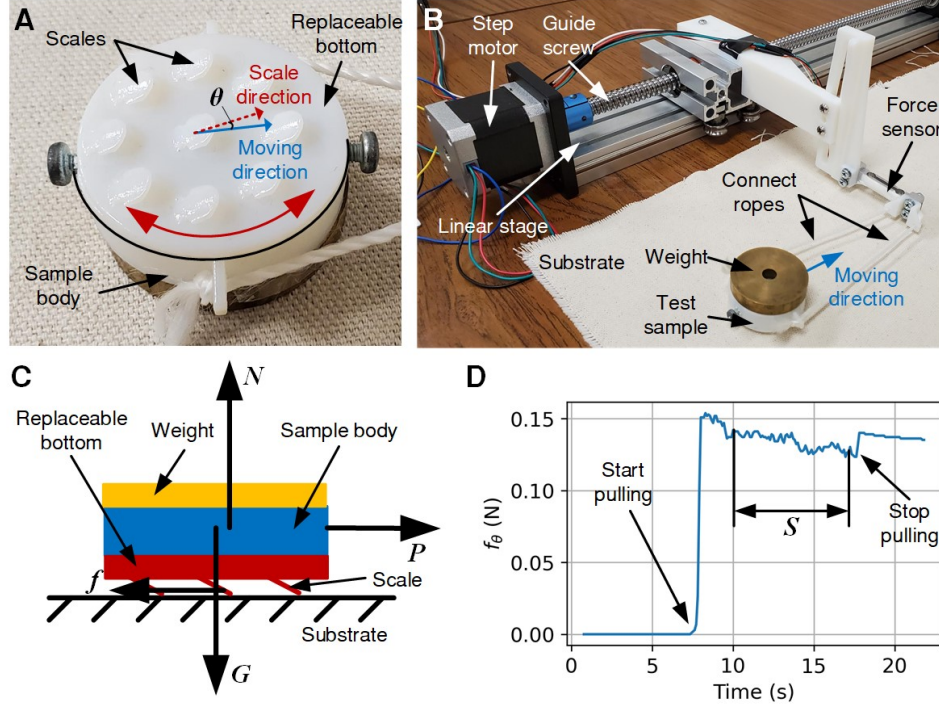 A
Scales
Replaceable
bottom
θ
Scale
direction
Moving
direction
Sample
body
B
Step
motor
Guide
screw
Force
sensor
Connect
ropes
Linear stage
Substrate
Weight
Moving
direction
Test
sample
C
N
Replaceable
bottom
Weight
Sample body
P
f
Scale
Substrate
G
D
fθ (N)
0.15
0.10
0.05
0.00
Start
pulling
S
Stop
pulling
0
5
10
15
20
Time (s)